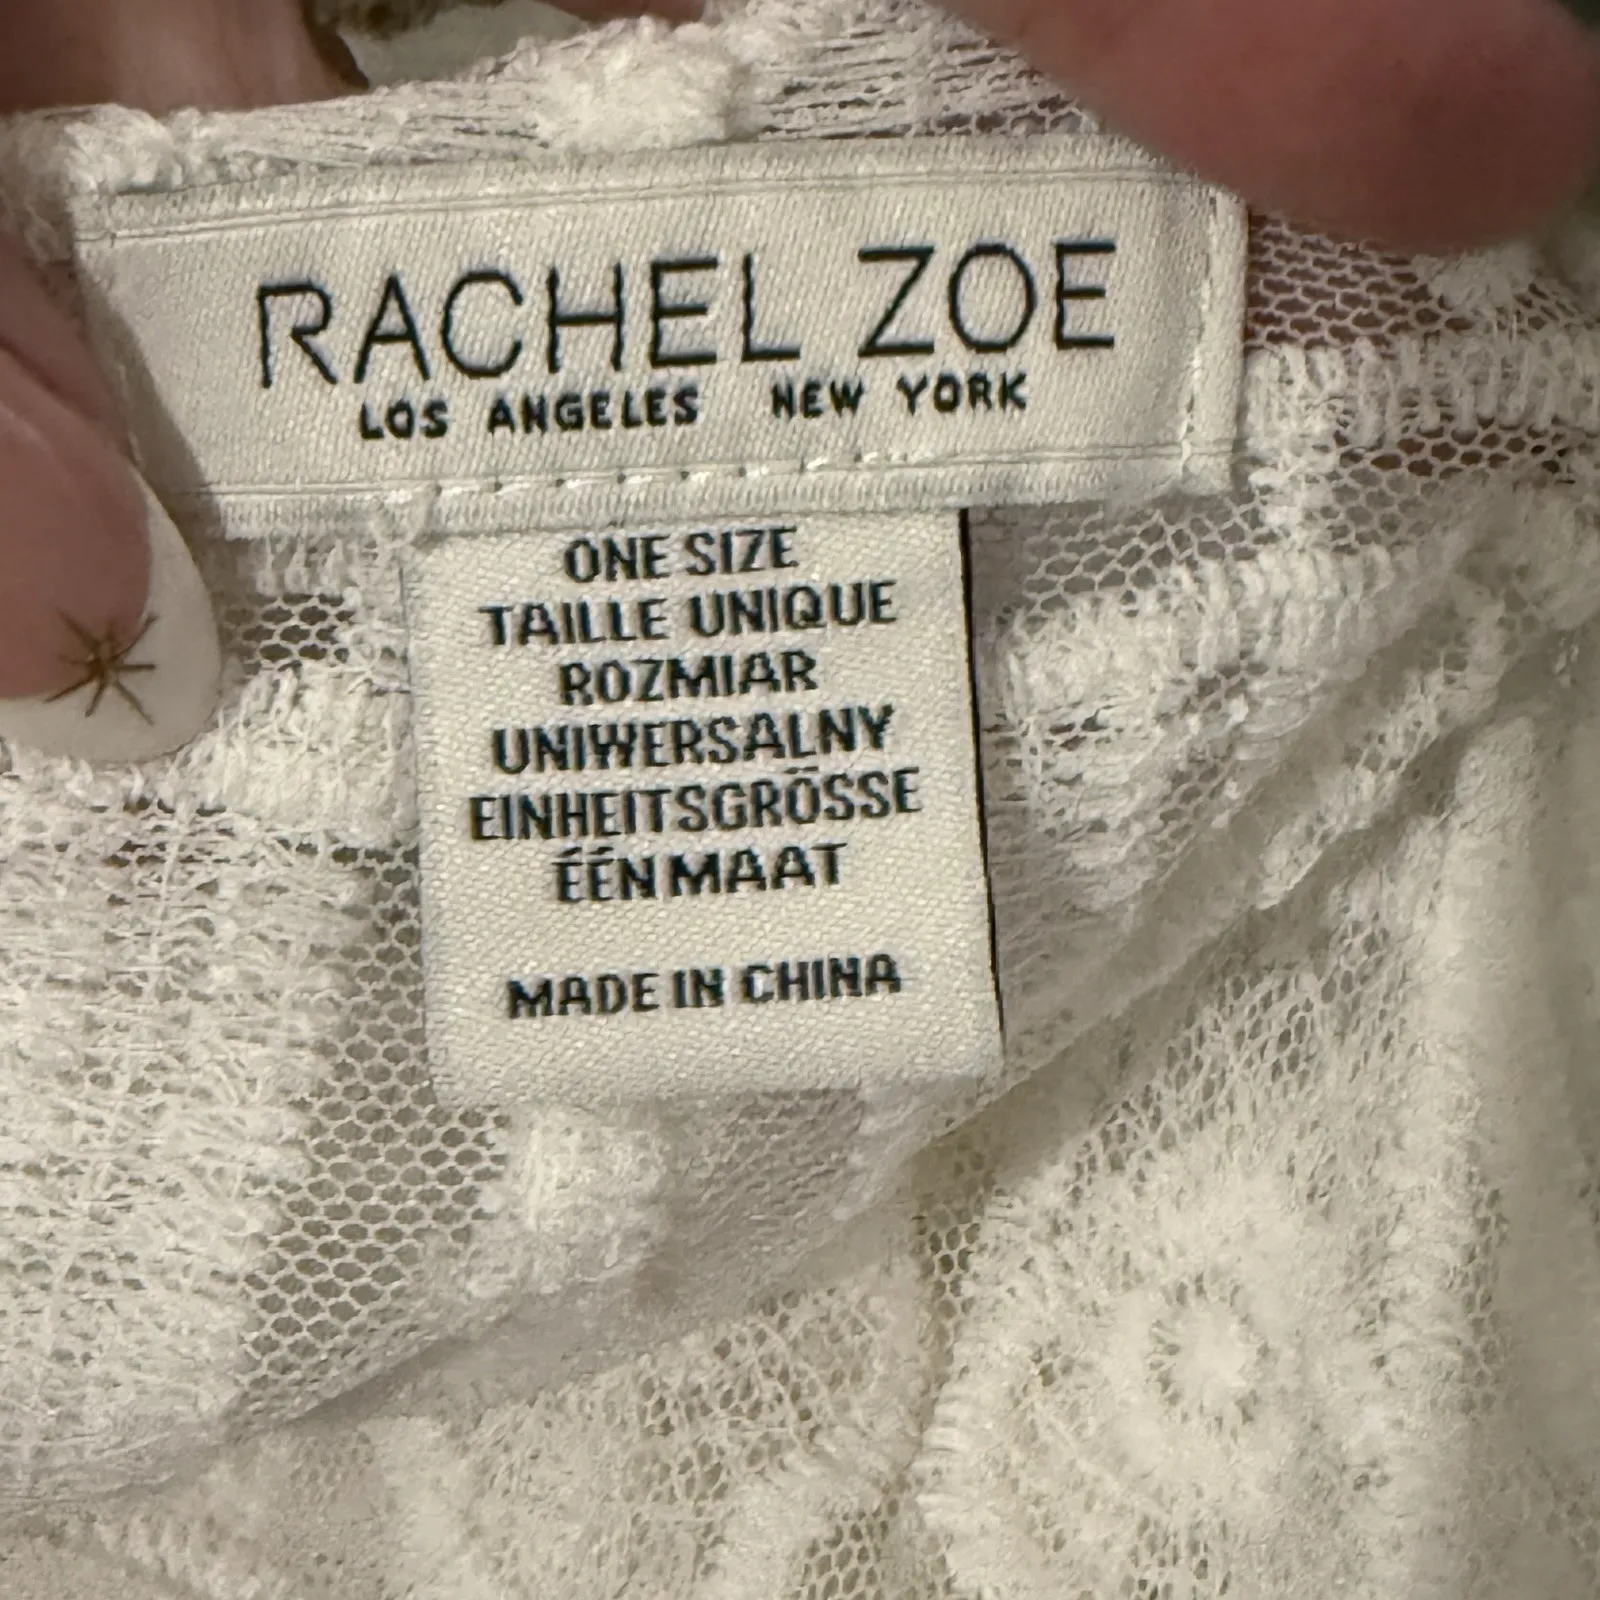 RACHEL ZOE
LOS ANGELES NEW YORK
ONE SIZE
TAILLE UNIQUE
ROZMIAR
UNIWERSALNY
EINHEITSGRÖSSE
ÉÉN MAAT
MADE IN CHINA